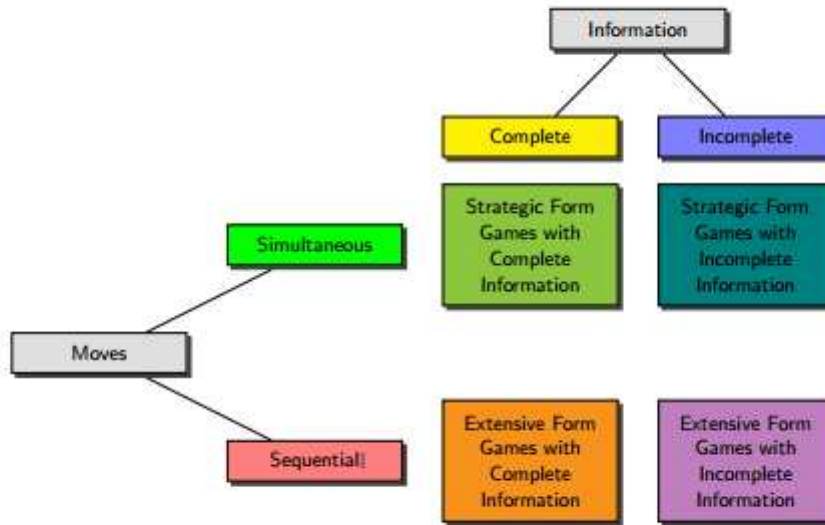 Information
Complete
Incomplete
Simultaneous
Strategic Form
Games with
Complete
Information
Strategic Form
Games with
Incomplete
Information
Moves
Sequential
Extensive Form
Games with
Complete
Information
Extensive Form
Games with
Incomplete
Information